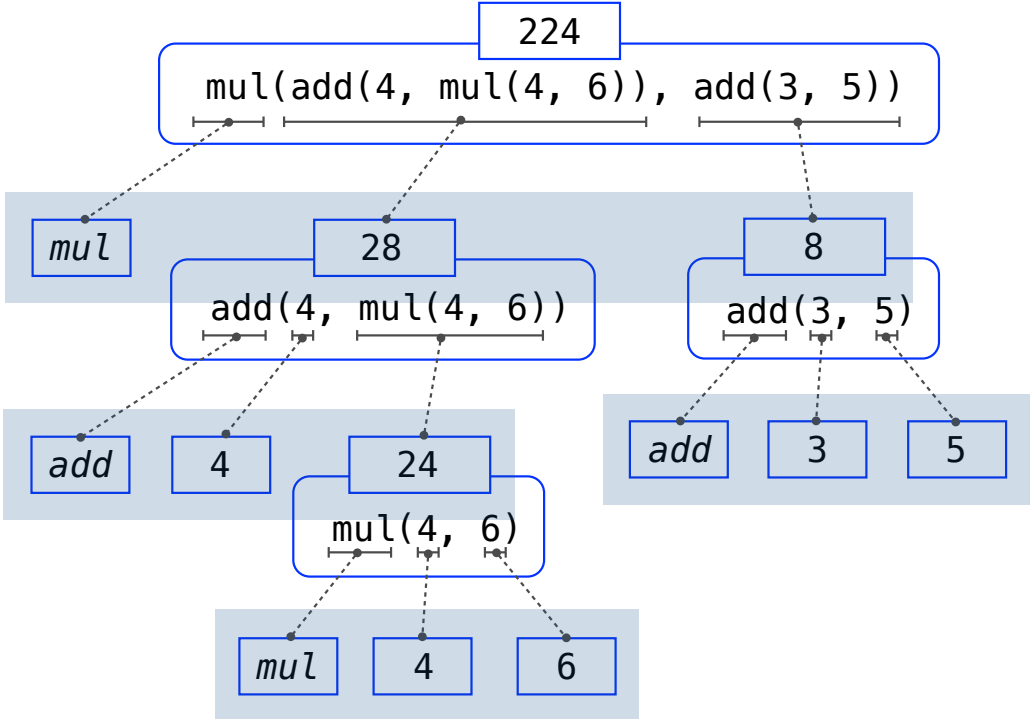 224
mul(add(4, mul(4, 6)), add(3, 5))
mul 28 8
add(4, mul(4, 6)) add(3, 5)
add 4 24 add 3 5
mul(4, 6)
mul 4 6